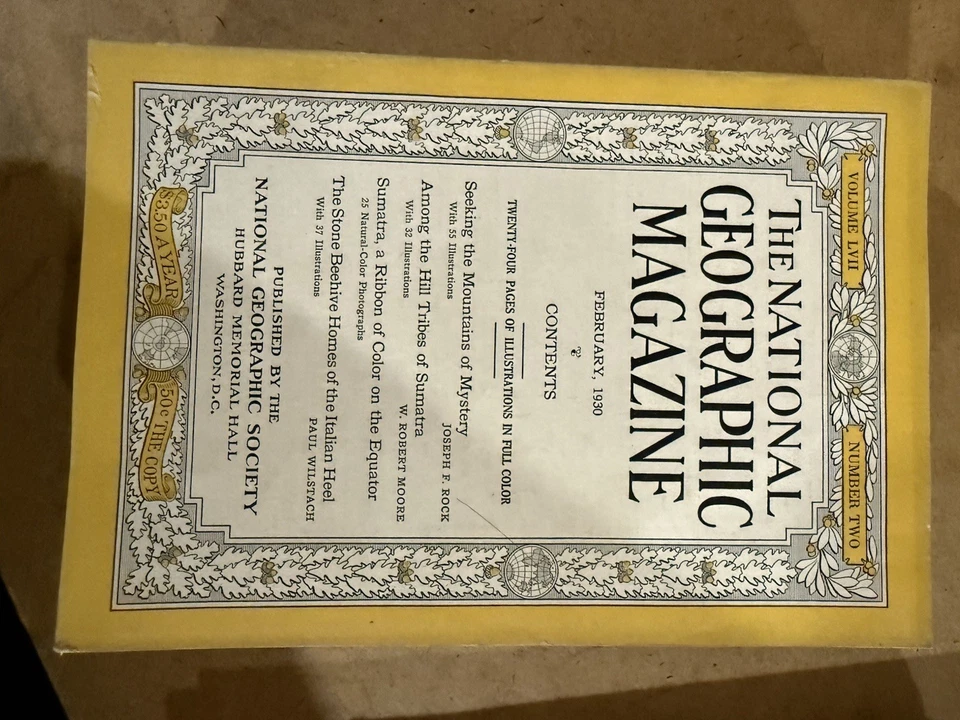 VOLUME LVII
NUMBER TWO
THE NATIONAL
GEOGRAPHIC
MAGAZINE
FEBRUARY, 1930
CONTENTS
TWENTY-FOUR PAGES OF ILLUSTRATIONS IN FULL COLOR
Seeking the Mountains of Mystery
With 55 Illustrations JOSEPH F. ROCK
Among the Hill Tribes of Sumatra
With 32 Illustrations W. ROBERT MOORE
Sumatra, a Ribbon of Color on the Equator
25 Natural-Color Photographs
The Stone Beehive Homes of the Italian Heel
With 37 Illustrations PAUL WILSTACH
PUBLISHED BY THE
NATIONAL GEOGRAPHIC SOCIETY
HUBBARD MEMORIAL HALL
WASHINGTON, D.C.
$3.50 A YEAR
50c THE COPY